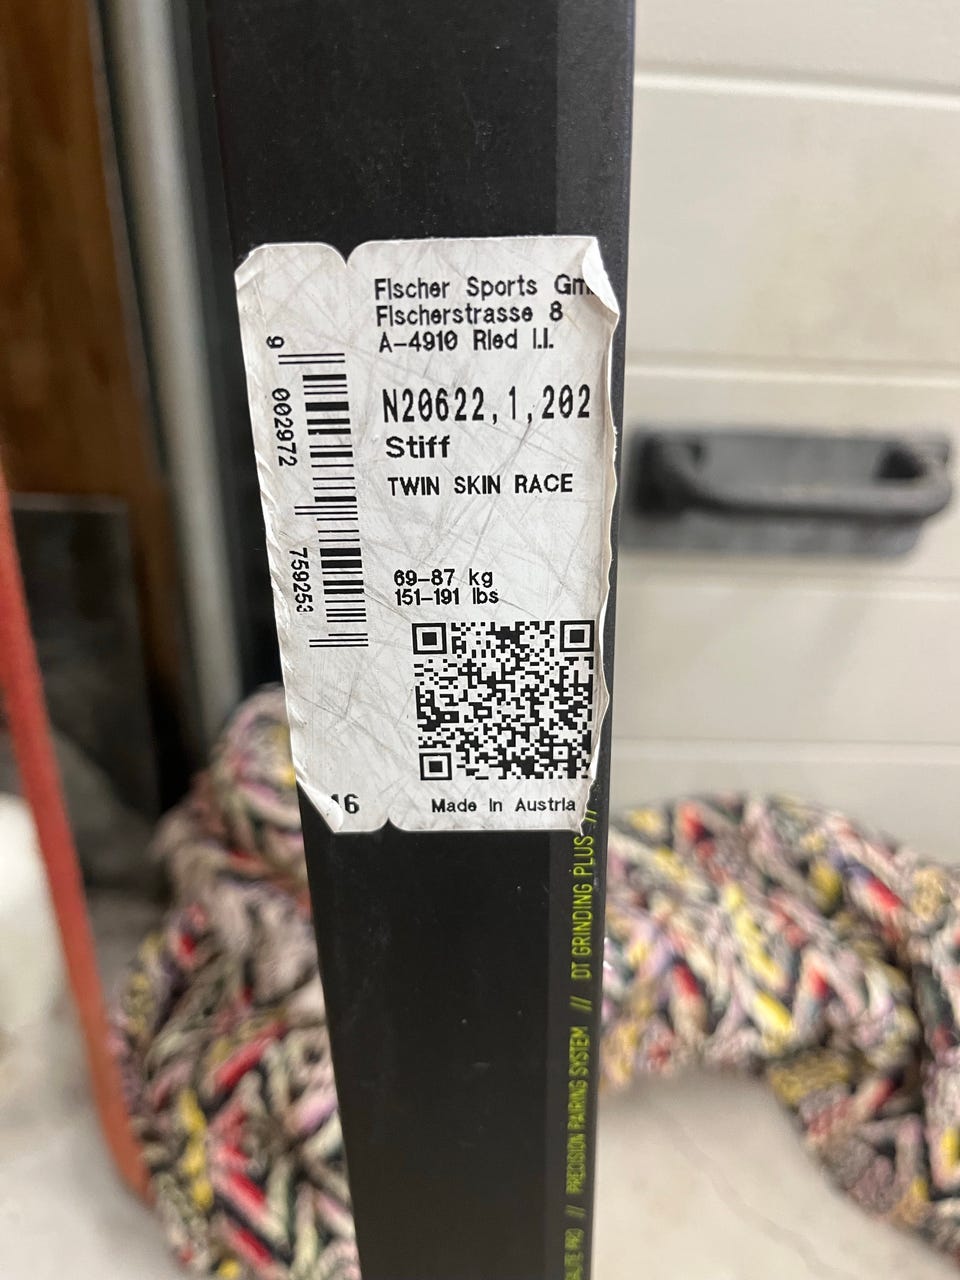 Fischer Sports Gm
Fischerstrasse 8
A-4910 Ried I.I.
N20622,1,202
Stiff
TWIN SKIN RACE
69-87 kg
151-191 lbs
9 002972 759253
16
Made In Austria
PRECISION PAIRING SYSTEM // DT GRINDING PLUS //